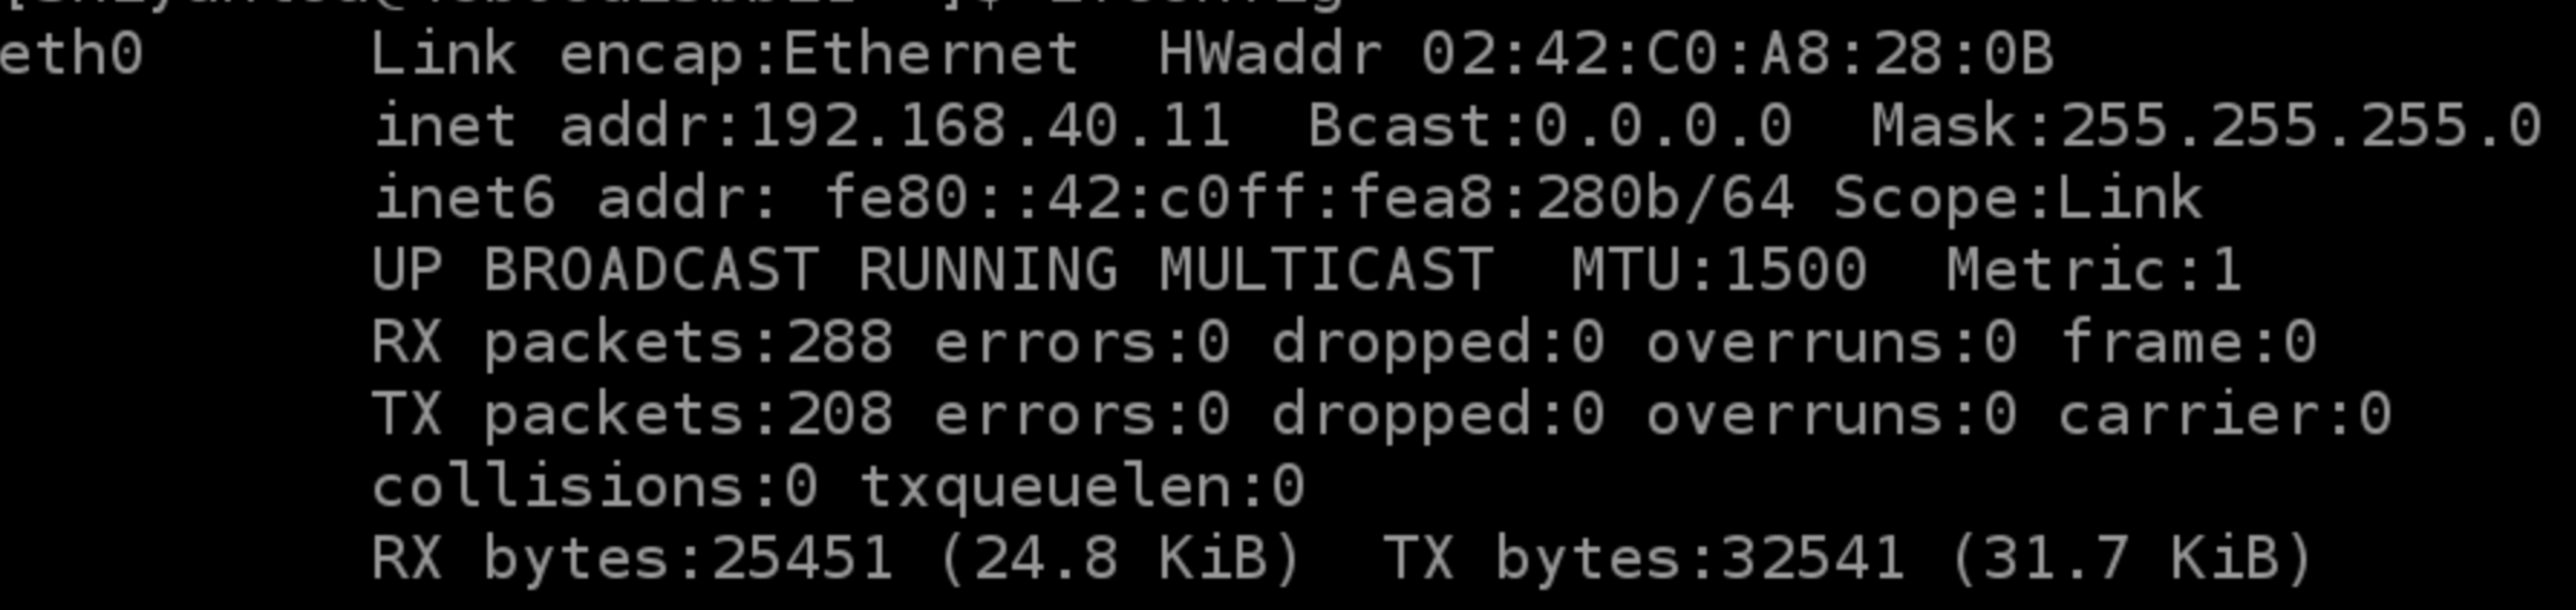 eth0      Link encap:Ethernet  HWaddr 02:42:C0:A8:28:0B
          inet addr:192.168.40.11  Bcast:0.0.0.0  Mask:255.255.255.0
          inet6 addr: fe80::42:c0ff:fea8:280b/64 Scope:Link
          UP BROADCAST RUNNING MULTICAST  MTU:1500  Metric:1
          RX packets:288 errors:0 dropped:0 overruns:0 frame:0
          TX packets:208 errors:0 dropped:0 overruns:0 carrier:0
          collisions:0 txqueuelen:0
          RX bytes:25451 (24.8 KiB)  TX bytes:32541 (31.7 KiB)